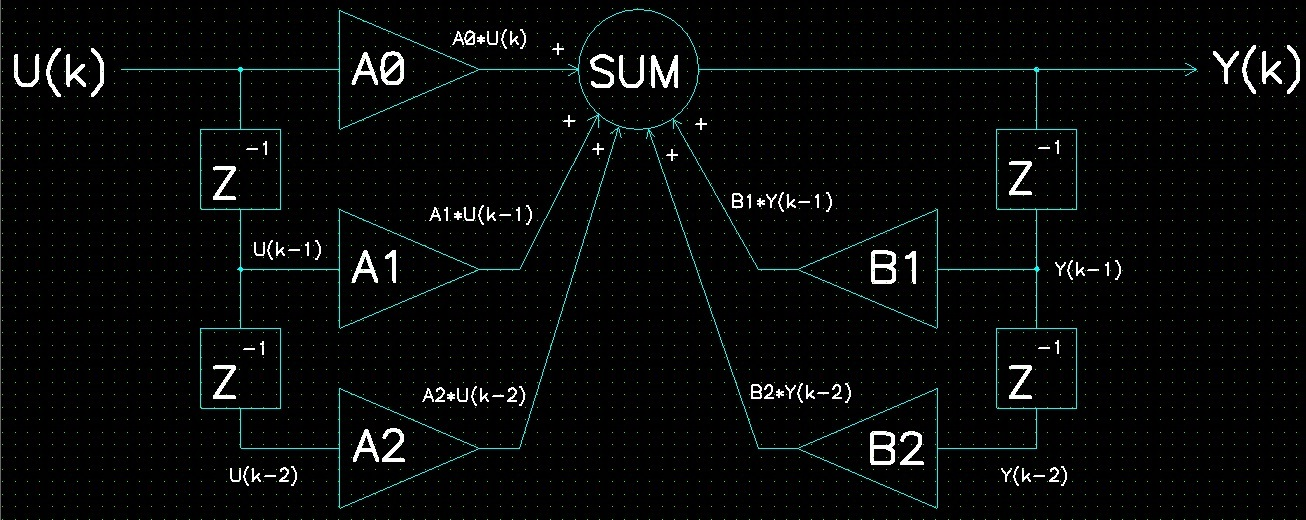 U(k)
A0
A0*U(k)
+
SUM
Y(k)
+
+
+
+
Z -1
Z -1
U(k-1)
A1
A1*U(k-1)
B1*Y(k-1)
B1
Y(k-1)
Z -1
Z -1
A2*U(k-2)
B2*Y(k-2)
A2
B2
U(k-2)
Y(k-2)